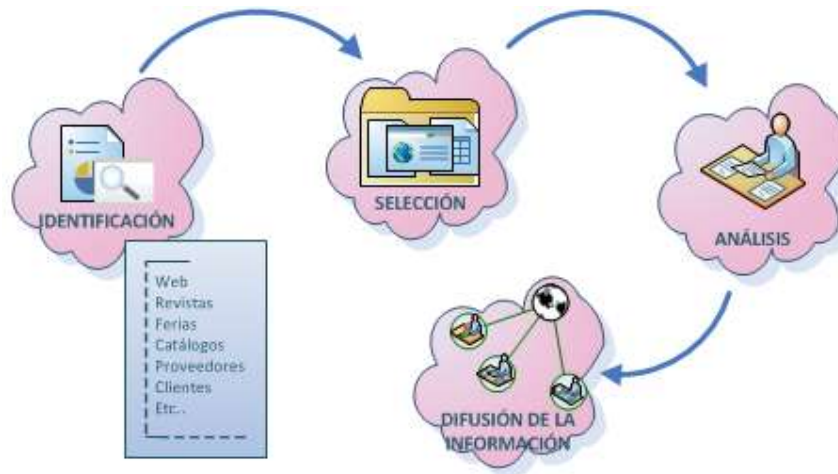 IDENTIFICACIÓN
Web
Revistas
Ferias
Catálogos
Proveedores
Clientes
Etc..
SELECCIÓN
ANÁLISIS
DIFUSIÓN DE LA
INFORMACIÓN